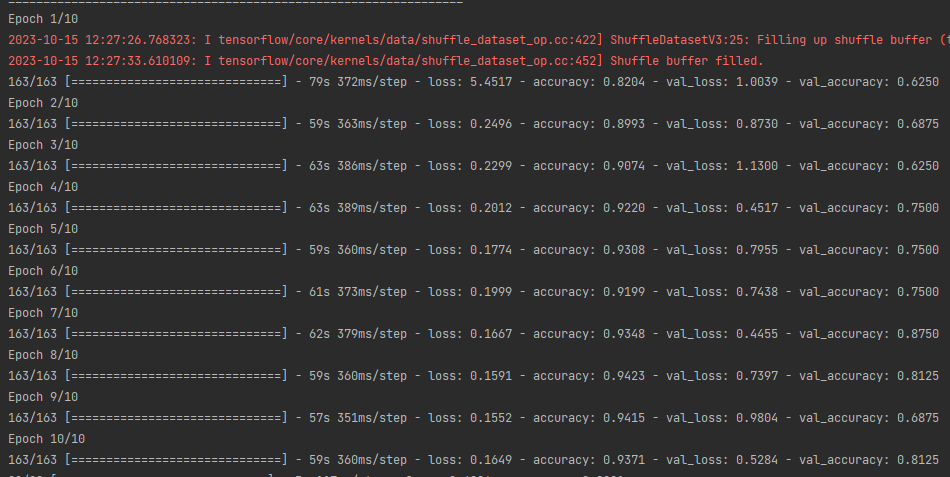 =================================================================
Epoch 1/10
2023-10-15 12:27:26.768323: I tensorflow/core/kernels/data/shuffle_dataset_op.cc:422] ShuffleDatasetV3:25: Filling up shuffle buffer (
2023-10-15 12:27:33.610109: I tensorflow/core/kernels/data/shuffle_dataset_op.cc:452] Shuffle buffer filled.
163/163 [==============================] - 79s 372ms/step - loss: 5.4517 - accuracy: 0.8204 - val_loss: 1.0039 - val_accuracy: 0.6250
Epoch 2/10
163/163 [==============================] - 59s 363ms/step - loss: 0.2496 - accuracy: 0.8993 - val_loss: 0.8730 - val_accuracy: 0.6875
Epoch 3/10
163/163 [==============================] - 63s 386ms/step - loss: 0.2299 - accuracy: 0.9074 - val_loss: 1.1300 - val_accuracy: 0.6250
Epoch 4/10
163/163 [==============================] - 63s 389ms/step - loss: 0.2012 - accuracy: 0.9220 - val_loss: 0.4517 - val_accuracy: 0.7500
Epoch 5/10
163/163 [==============================] - 59s 360ms/step - loss: 0.1774 - accuracy: 0.9308 - val_loss: 0.7955 - val_accuracy: 0.7500
Epoch 6/10
163/163 [==============================] - 61s 373ms/step - loss: 0.1999 - accuracy: 0.9199 - val_loss: 0.7438 - val_accuracy: 0.7500
Epoch 7/10
163/163 [==============================] - 62s 379ms/step - loss: 0.1667 - accuracy: 0.9348 - val_loss: 0.4455 - val_accuracy: 0.8750
Epoch 8/10
163/163 [==============================] - 59s 360ms/step - loss: 0.1591 - accuracy: 0.9423 - val_loss: 0.7397 - val_accuracy: 0.8125
Epoch 9/10
163/163 [==============================] - 57s 351ms/step - loss: 0.1552 - accuracy: 0.9415 - val_loss: 0.9804 - val_accuracy: 0.6875
Epoch 10/10
163/163 [==============================] - 59s 360ms/step - loss: 0.1649 - accuracy: 0.9371 - val_loss: 0.5284 - val_accuracy: 0.8125